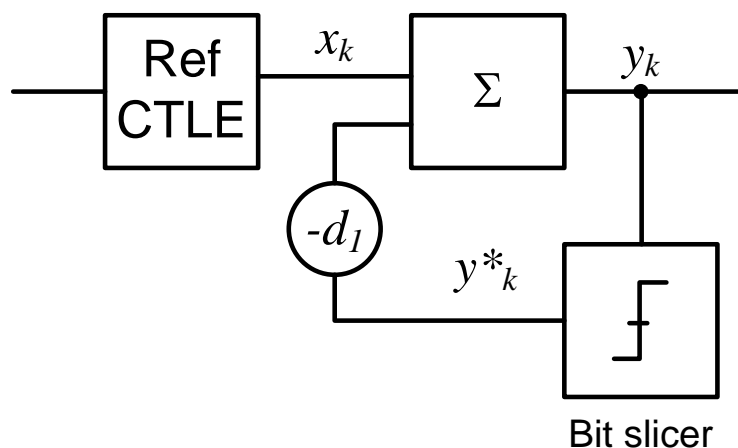 Ref
CTLE
x_k
Σ
y_k
-d_1
y*_k
Bit slicer